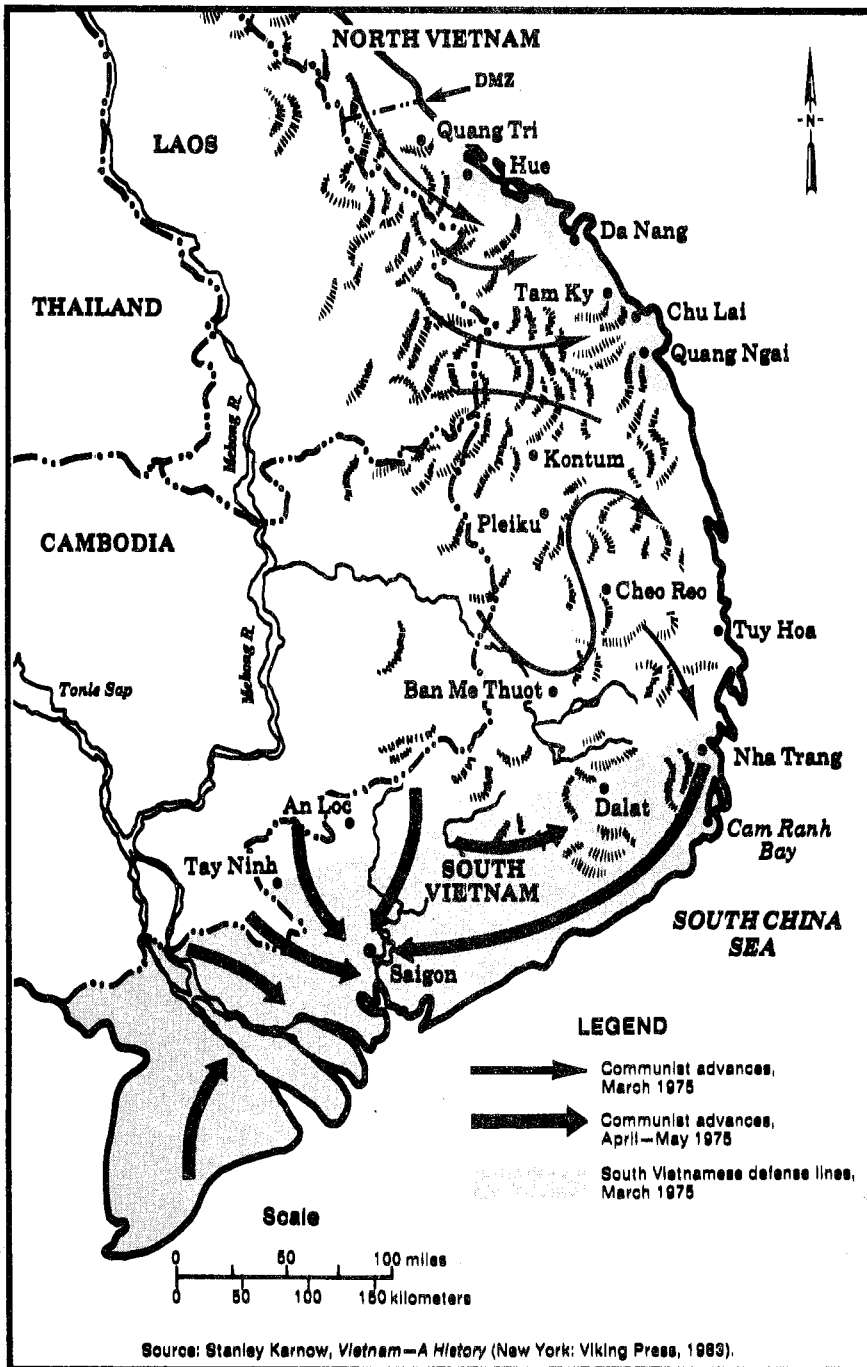 NORTH VIETNAM
DMZ
-N-
Quang Tri
LAOS
Hue
Da Nang
THAILAND
Tam Ky
Chu Lai
Quang Ngai
Mekong R.
Kontum
Pleiku
CAMBODIA
Cheo Reo
Tuy Hoa
Mekong R.
Tonle Sap
Ban Me Thuot
Nha Trang
An Loc
Dalat
Cam Ranh
Bay
Tay Ninh
SOUTH
VIETNAM
SOUTH CHINA
SEA
Saigon
LEGEND
Communist advances,
March 1975
Communist advances,
April—May 1975
South Vietnamese defense lines,
March 1975
Scale
0 50 100 miles
0 50 100 150 kilometers
Source: Stanley Karnow, Vietnam—A History (New York: Viking Press, 1983).